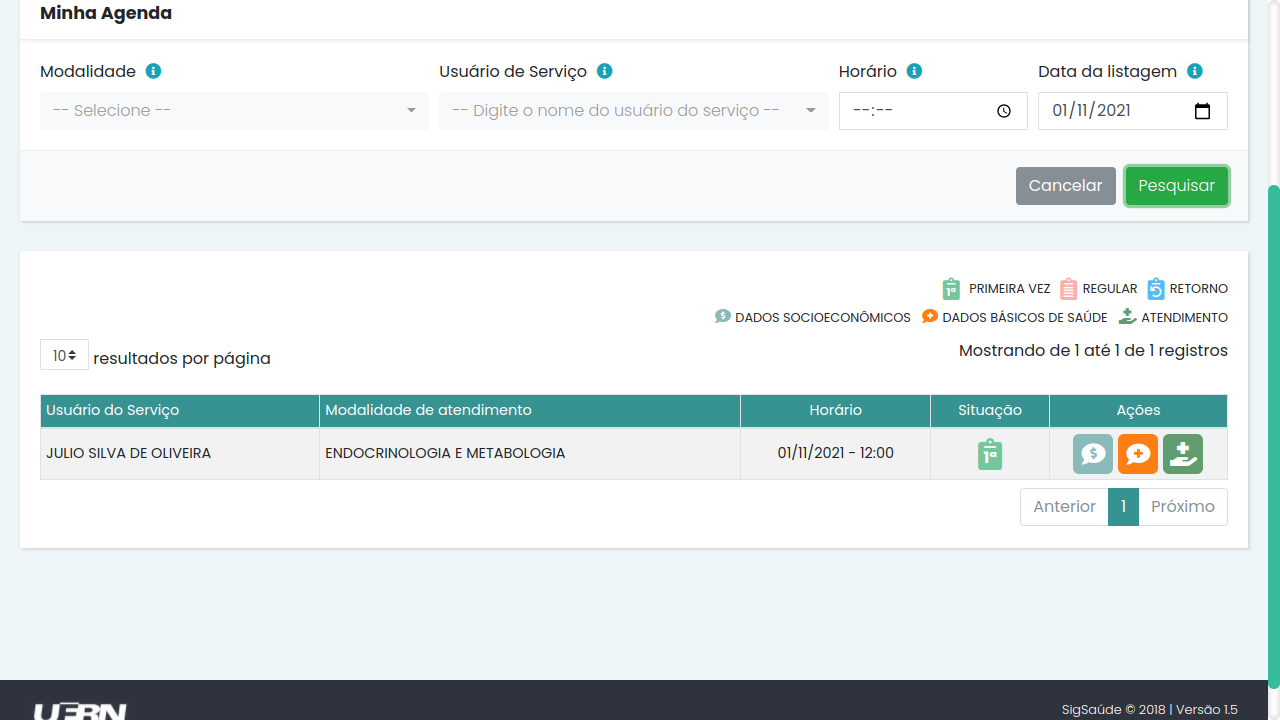 Minha Agenda
Modalidade
Usuário de Serviço
Horário
Data da listagem
-- Selecione --
-- Digite o nome do usuário do serviço --
--:--
01/11/2021
Cancelar
Pesquisar
1ª PRIMEIRA VEZ REGULAR RETORNO
$ DADOS SOCIOECONÔMICOS DADOS BÁSICOS DE SAÚDE ATENDIMENTO
10 resultados por página
Mostrando de 1 até 1 de 1 registros
Usuário do Serviço Modalidade de atendimento Horário Situação Ações
JULIO SILVA DE OLIVEIRA ENDOCRINOLOGIA E METABOLOGIA 01/11/2021 - 12:00 1ª $
Anterior 1 Próximo
UFRN
SigSaúde © 2018 | Versão 1.5